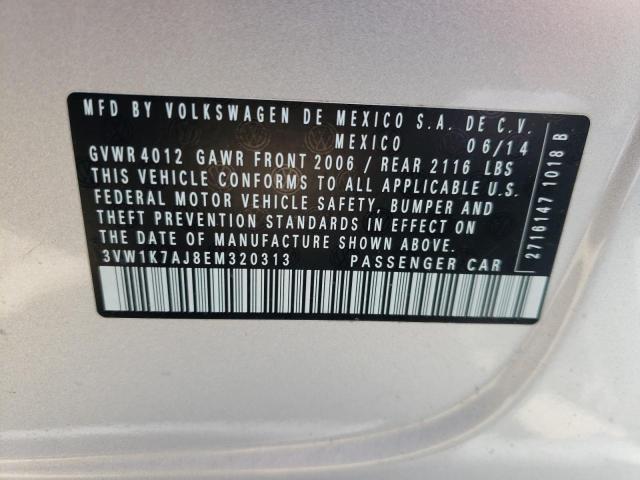 MFD BY VOLKSWAGEN DE MEXICO S.A. DE C.V.
MEXICO 06/14
GVWR 4012 GAWR FRONT 2006 / REAR 2116 LBS
THIS VEHICLE CONFORMS TO ALL APPLICABLE U.S.
FEDERAL MOTOR VEHICLE SAFETY, BUMPER AND
THEFT PREVENTION STANDARDS IN EFFECT ON
THE DATE OF MANUFACTURE SHOWN ABOVE.
3VW1K7AJ8EM320313 PASSENGER CAR
2716147 1018 B